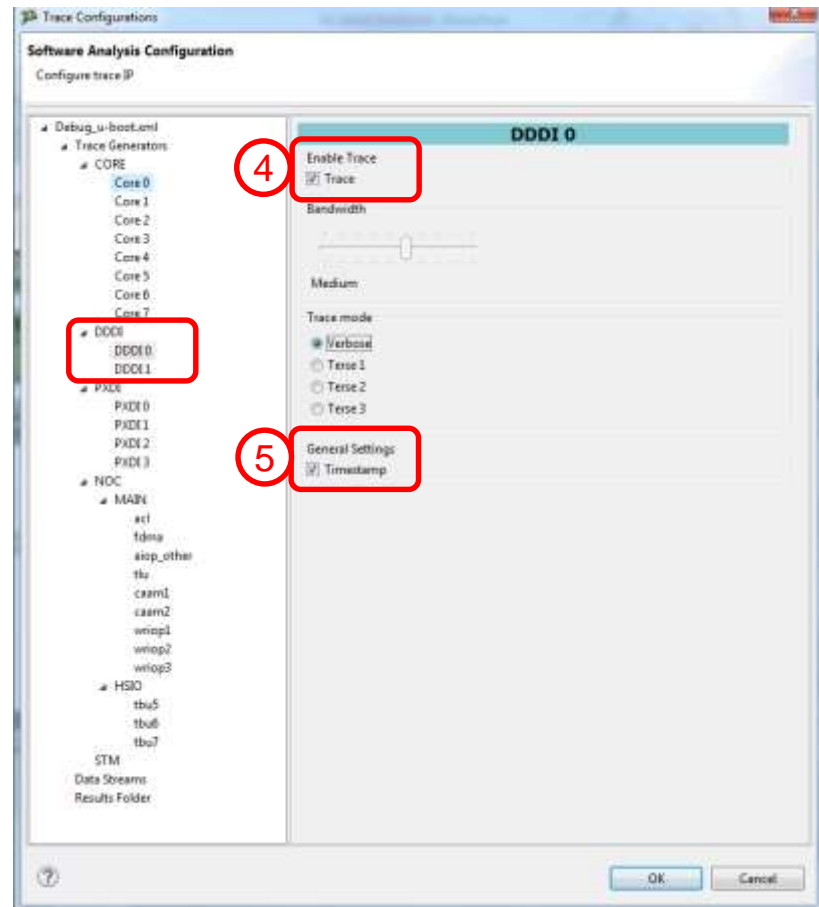 Trace Configurations
Software Analysis Configuration
Configure trace IP
Debug_u-boot.xml
Trace Generators
CORE
Core 0
Core 1
Core 2
Core 3
Core 4
Core 5
Core 6
Core 7
DDDI
DDDI 0
DDDI 1
PXDI
PXDI 0
PXDI 1
PXDI 2
PXDI 3
NOC
MAIN
acl
fdma
aiop_other
tlu
caam1
caam2
wriop1
wriop2
wriop3
HSIO
tbu5
tbu6
tbu7
STM
Data Streams
Results Folder
DDDI 0
4
Enable Trace
Trace
Bandwidth
Medium
Trace mode
Verbose
Terse 1
Terse 2
Terse 3
5
General Settings
Timestamp
?
OK
Cancel